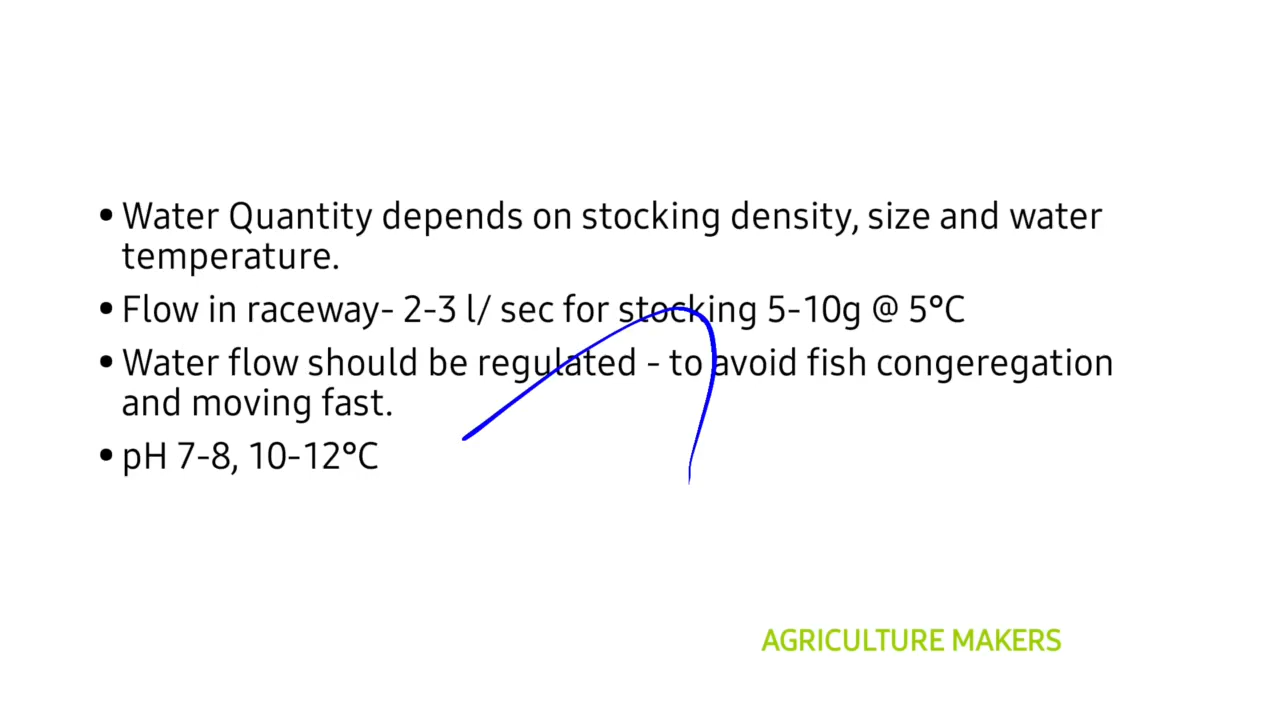 • Water Quantity depends on stocking density, size and water
temperature.
• Flow in raceway- 2-3 l/ sec for stocking 5-10g @ 5°C
• Water flow should be regulated - to avoid fish congeregation
and moving fast.
• pH 7-8, 10-12°C
AGRICULTURE MAKERS